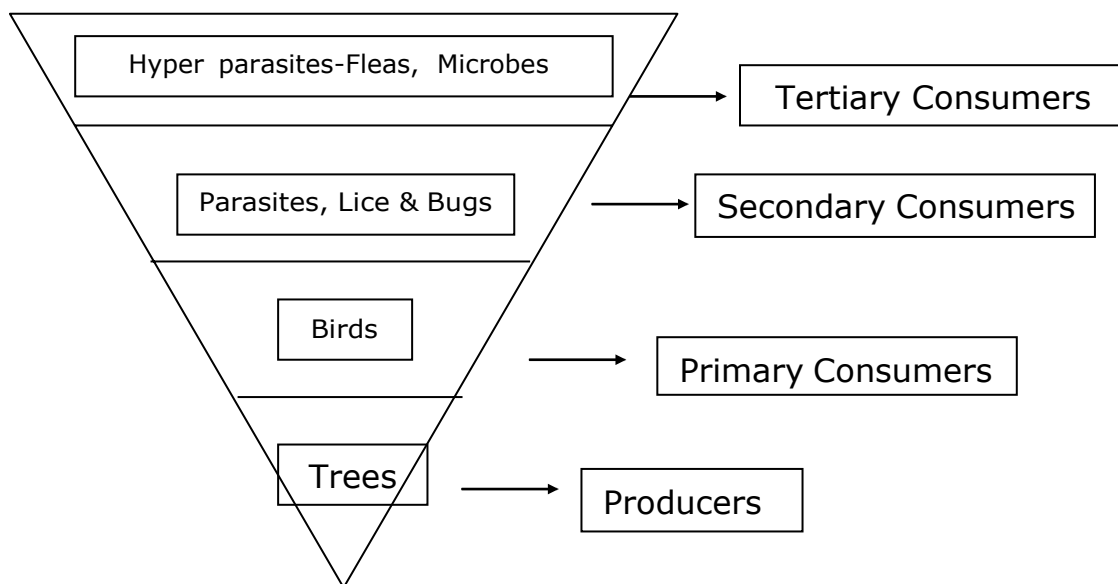 Hyper parasites-Fleas, Microbes
Tertiary Consumers
Parasites, Lice & Bugs
Secondary Consumers
Birds
Primary Consumers
Trees
Producers